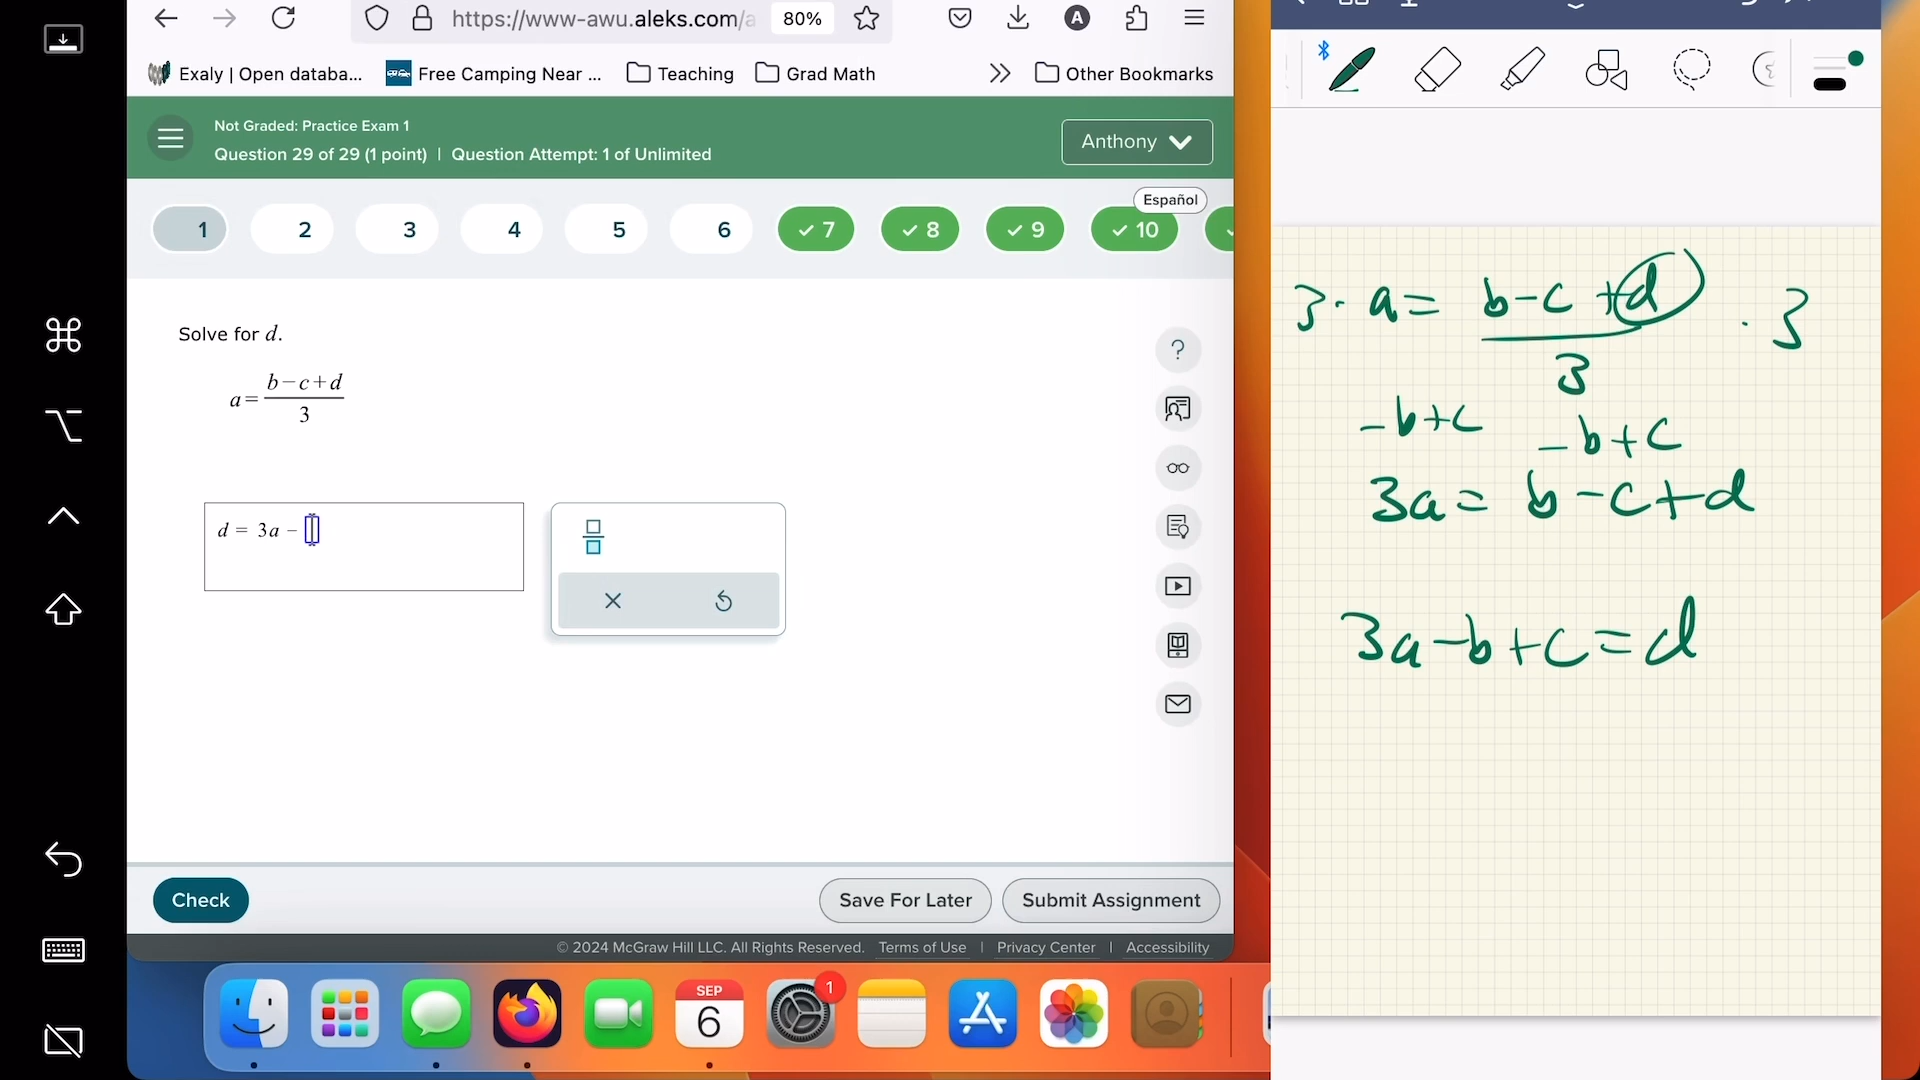 https://www-awu.aleks.com/a
80%
A
Exaly | Open databa...
Free Camping Near ...
Teaching
Grad Math
Other Bookmarks
Not Graded: Practice Exam 1
Question 29 of 29 (1 point) | Question Attempt: 1 of Unlimited
Anthony
Español
1 2 3 4 5 6 ✓ 7 ✓ 8 ✓ 9 ✓ 10
Solve for d.
a = (b−c+d)/3
d = 3a −
?
Check
Save For Later
Submit Assignment
© 2024 McGraw Hill LLC. All Rights Reserved. Terms of Use | Privacy Center | Accessibility
SEP
6
1
3 · a = (b − c + d)/3 · 3
−b+c −b+c
3a = b − c + d
3a − b + c = d